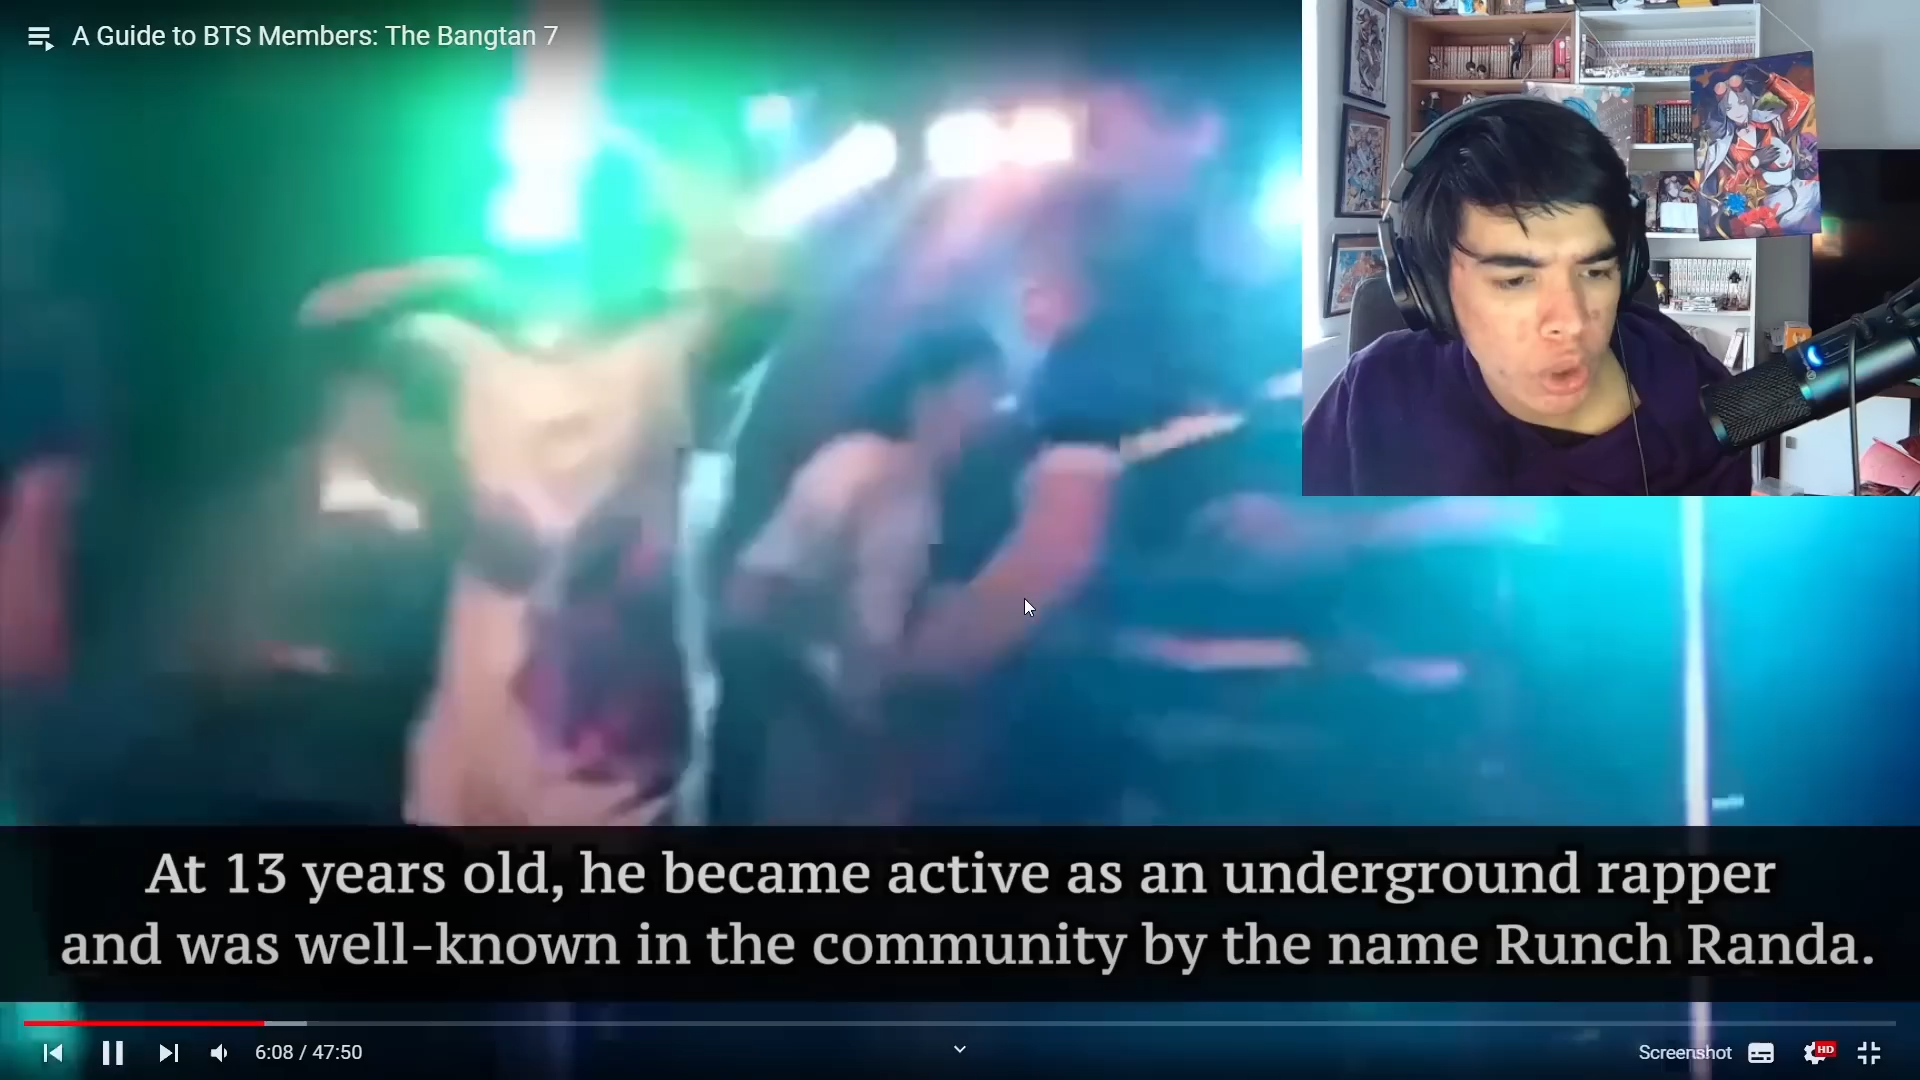 A Guide to BTS Members: The Bangtan 7
At 13 years old, he became active as an underground rapper
and was well-known in the community by the name Runch Randa.
6:08 / 47:50
Screenshot
HD